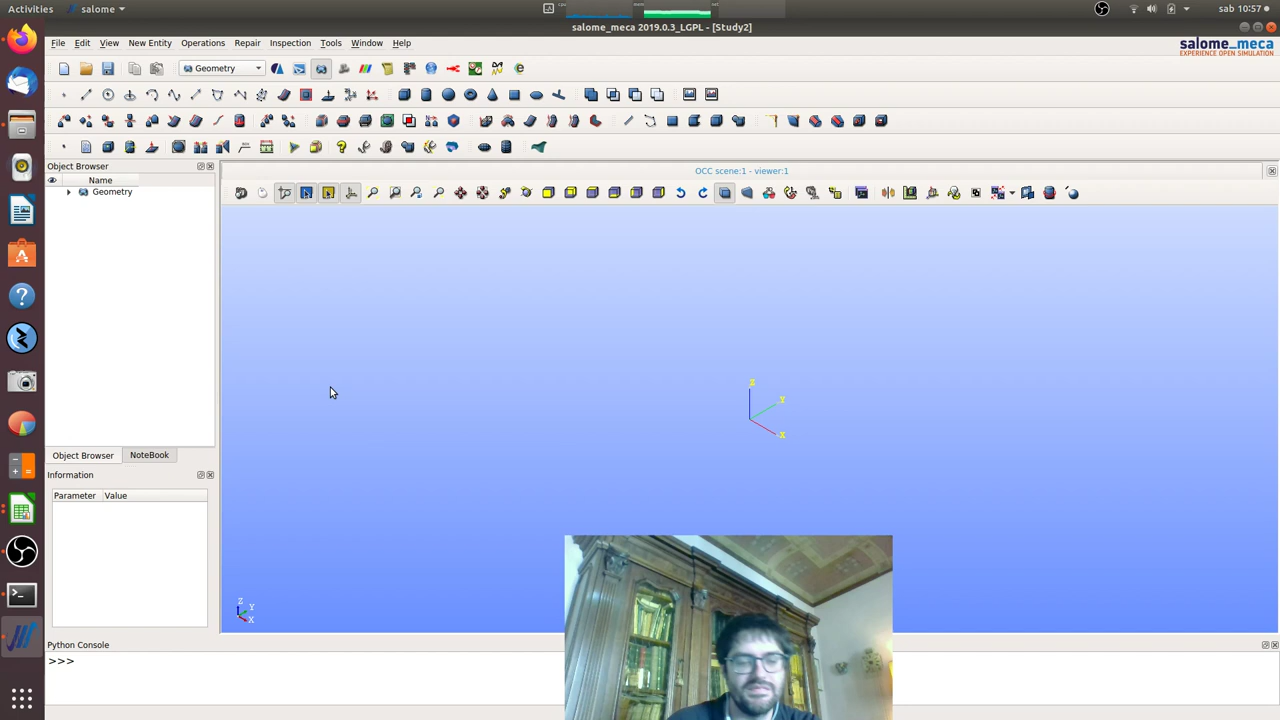 Activities
salome
sab 10:57
salome_meca 2019.0.3_LGPL - [Study2]
File Edit View New Entity Operations Repair Inspection Tools Window Help
salome_meca
EXPERIENCE OPEN SIMULATION
Geometry
Object Browser
OCC scene:1 - viewer:1
Name
Geometry
Z
Y
X
Object Browser NoteBook
Information
Parameter Value
Z
Y
X
Python Console
>>>